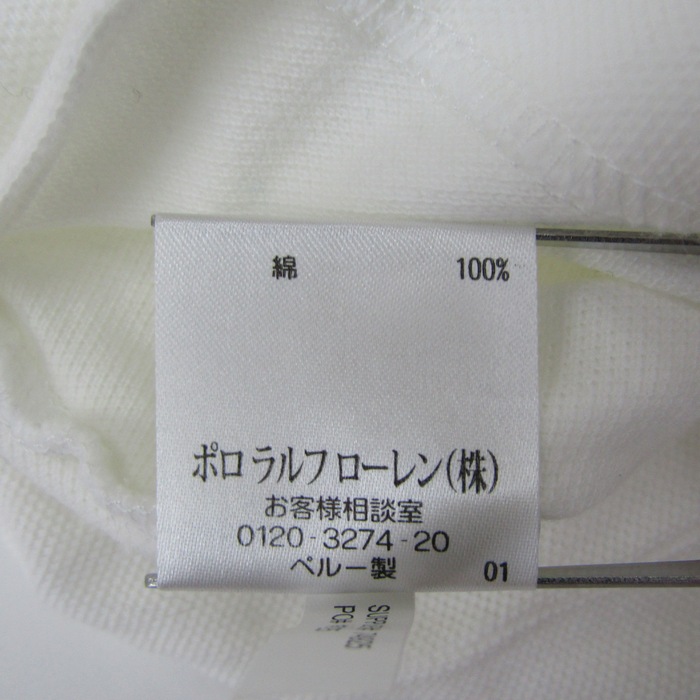 綿 100%
ポロ ラルフ ローレン(株)
お客様相談室
0120-3274-20
ペルー製 01